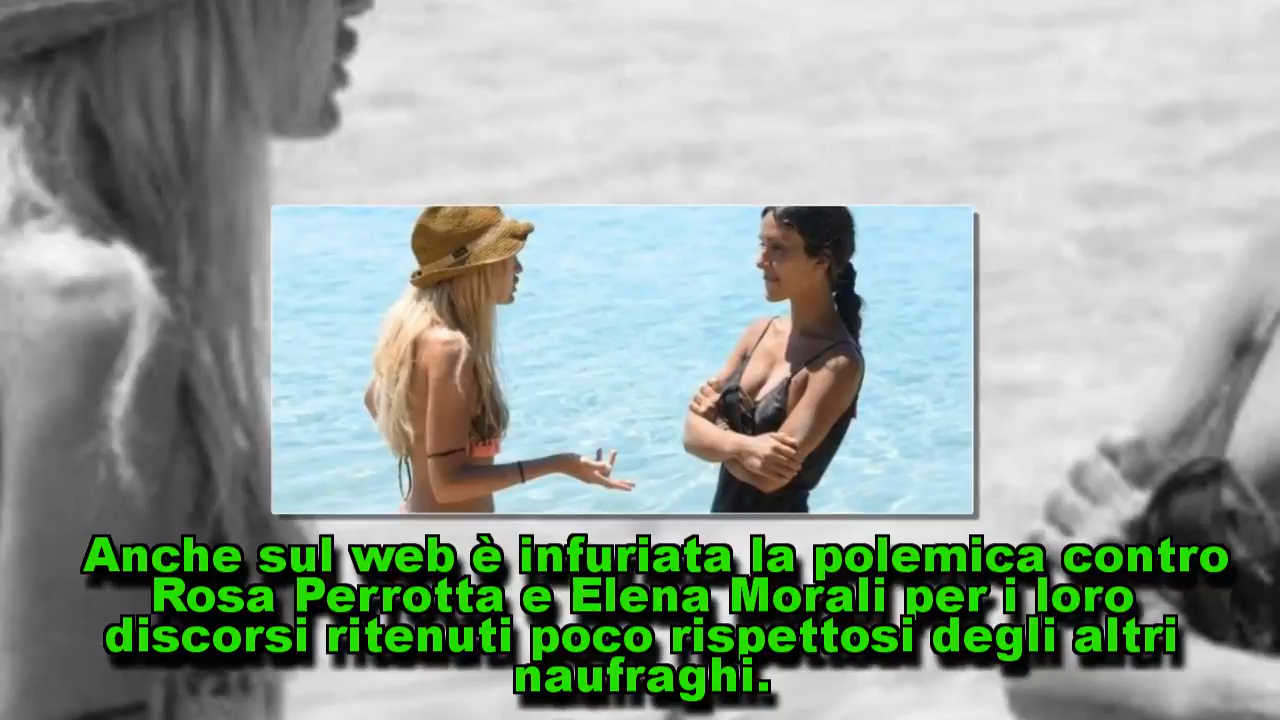 Anche sul web è infuriata la polemica contro
Rosa Perrotta e Elena Morali per i loro
discorsi ritenuti poco rispettosi degli altri
naufraghi.